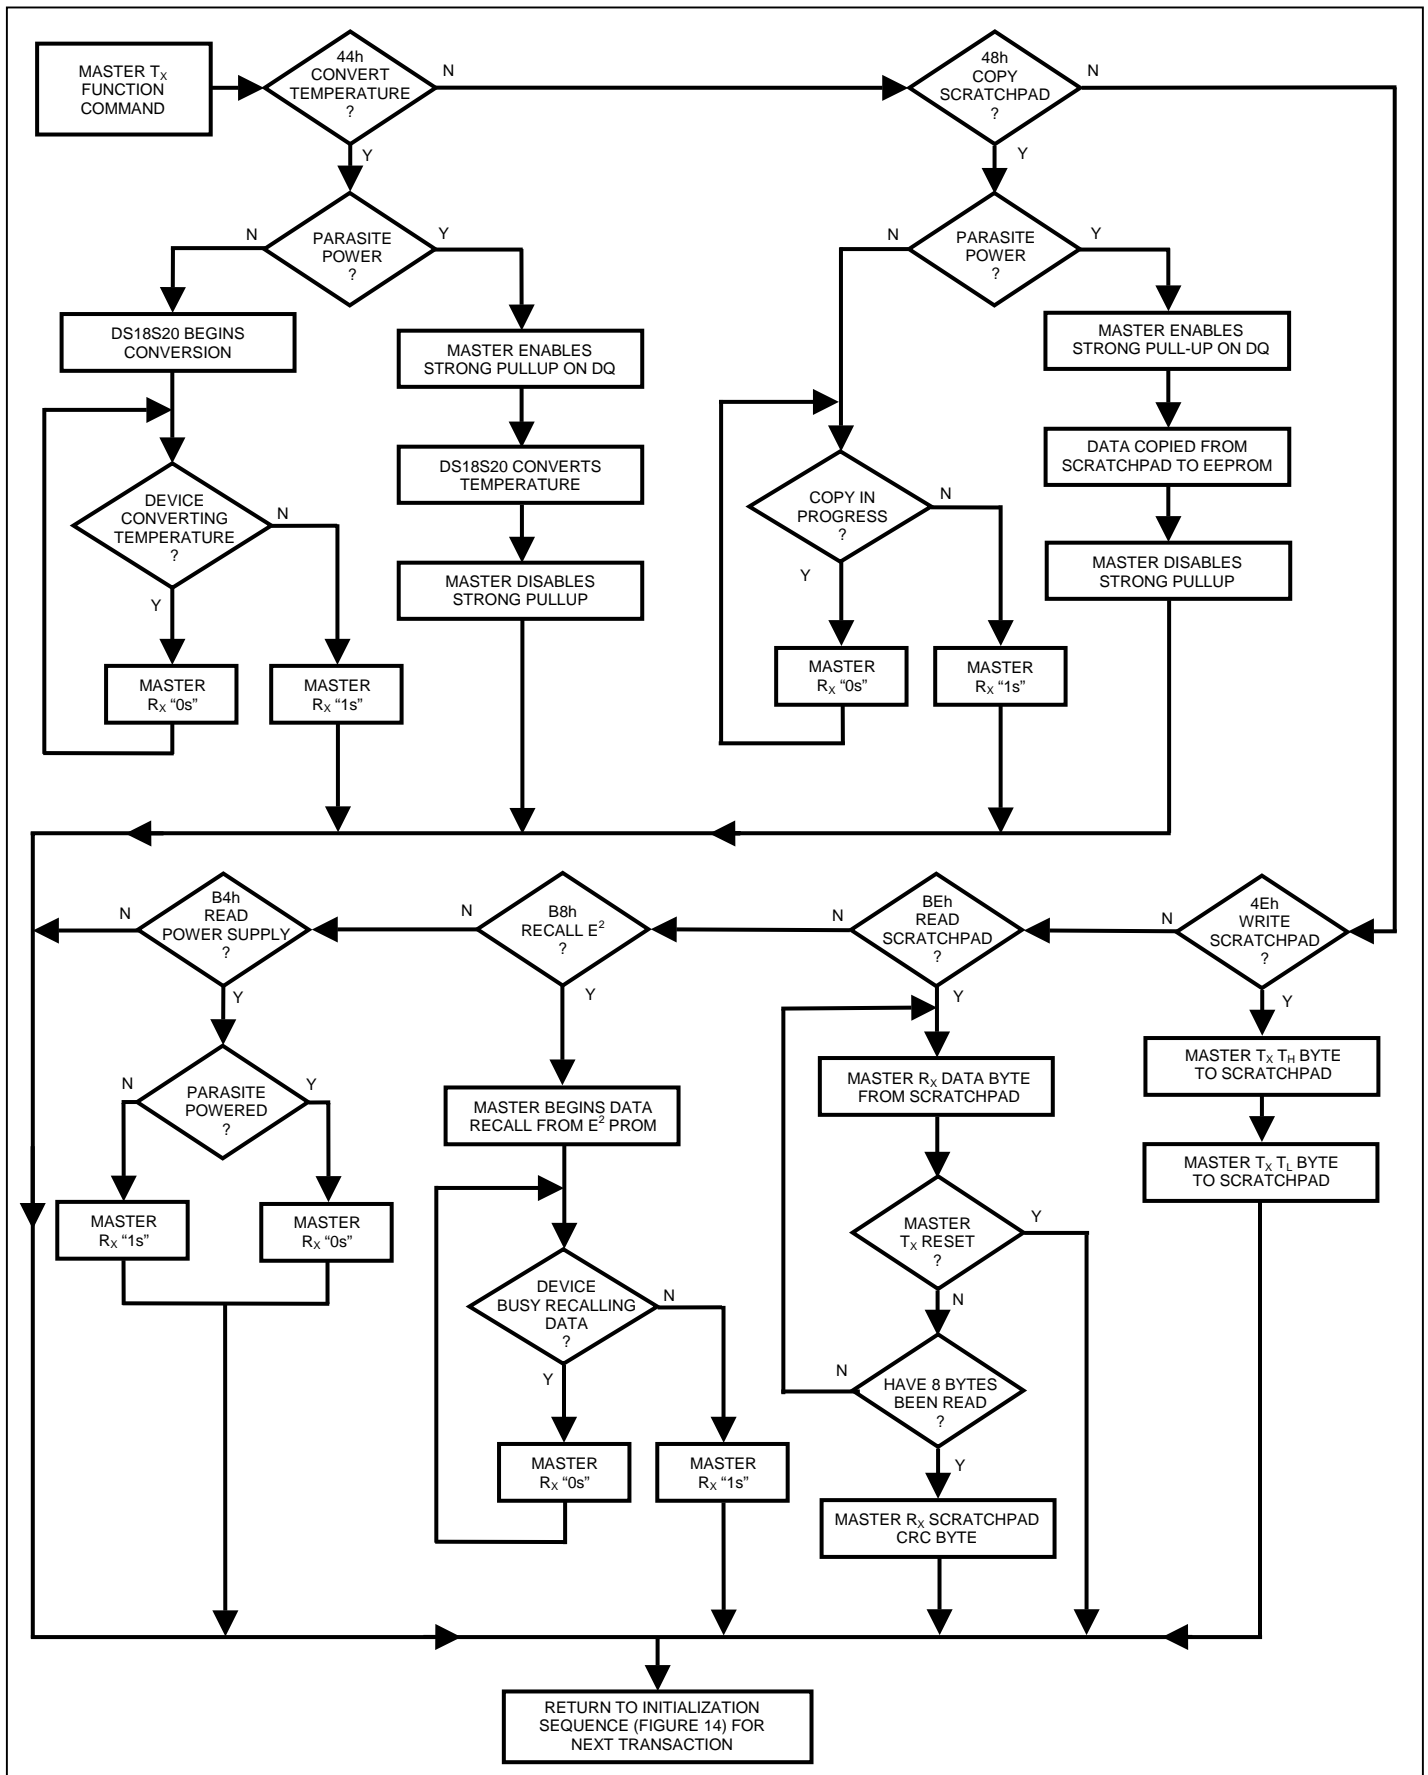 MASTER TX
FUNCTION
COMMAND
44h
CONVERT
TEMPERATURE
?
N
Y
48h
COPY
SCRATCHPAD
?
N
Y
N
PARASITE
POWER
?
Y
N
PARASITE
POWER
?
Y
DS18S20 BEGINS
CONVERSION
MASTER ENABLES
STRONG PULLUP ON DQ
MASTER ENABLES
STRONG PULL-UP ON DQ
DS18S20 CONVERTS
TEMPERATURE
DATA COPIED FROM
SCRATCHPAD TO EEPROM
DEVICE
CONVERTING
TEMPERATURE
?
N
Y
COPY IN
PROGRESS
?
N
Y
MASTER DISABLES
STRONG PULLUP
MASTER DISABLES
STRONG PULLUP
MASTER
RX “0s”
MASTER
RX “1s”
MASTER
RX “0s”
MASTER
RX “1s”
N
B4h
READ
POWER SUPPLY
?
Y
N
B8h
RECALL E²
?
Y
N
BEh
READ
SCRATCHPAD
?
Y
N
4Eh
WRITE
SCRATCHPAD
?
Y
N
PARASITE
POWERED
?
Y
MASTER BEGINS DATA
RECALL FROM E² PROM
MASTER RX DATA BYTE
FROM SCRATCHPAD
MASTER TX TH BYTE
TO SCRATCHPAD
MASTER TX TL BYTE
TO SCRATCHPAD
MASTER
RX “1s”
MASTER
RX “0s”
MASTER
TX RESET
?
Y
N
DEVICE
BUSY RECALLING
DATA
?
N
Y
N
HAVE 8 BYTES
BEEN READ
?
Y
MASTER
RX “0s”
MASTER
RX “1s”
MASTER RX SCRATCHPAD
CRC BYTE
RETURN TO INITIALIZATION
SEQUENCE (FIGURE 14) FOR
NEXT TRANSACTION